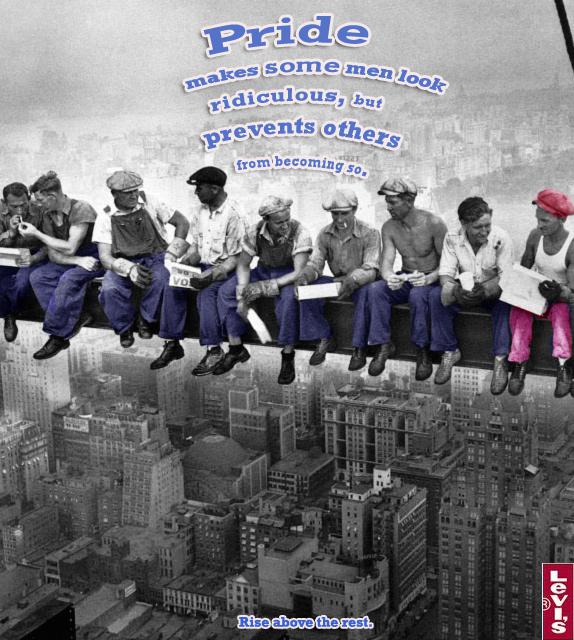 Pride
makes some men look
ridiculous, but
prevents others
from becoming so.
Rise above the rest.
Levi's
®